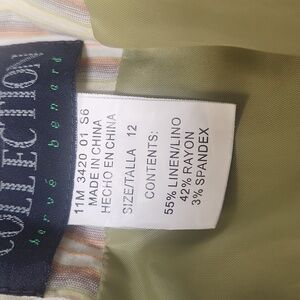 COLLECTION
hervé benard
11M 3420 01 S6
MADE IN CHINA
HECHO EN CHINA
SIZE/TALLA 12
CONTENTS:
55% LINEN/LINO
42% RAYON
3% SPANDEX